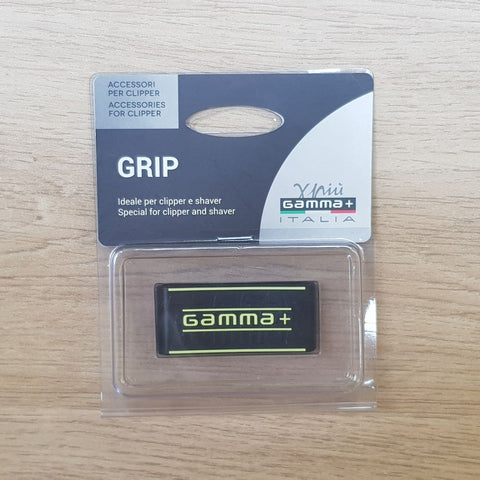 ACCESSORI
PER CLIPPER
ACCESSORIES
FOR CLIPPER
GRIP
Ideale per clipper e shaver
Special for clipper and shaver
xpiù
GAMMA+
ITALIA
GAMMA+